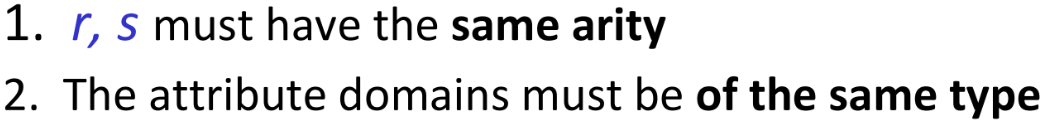 1. r, s must have the same arity
2. The attribute domains must be of the same type